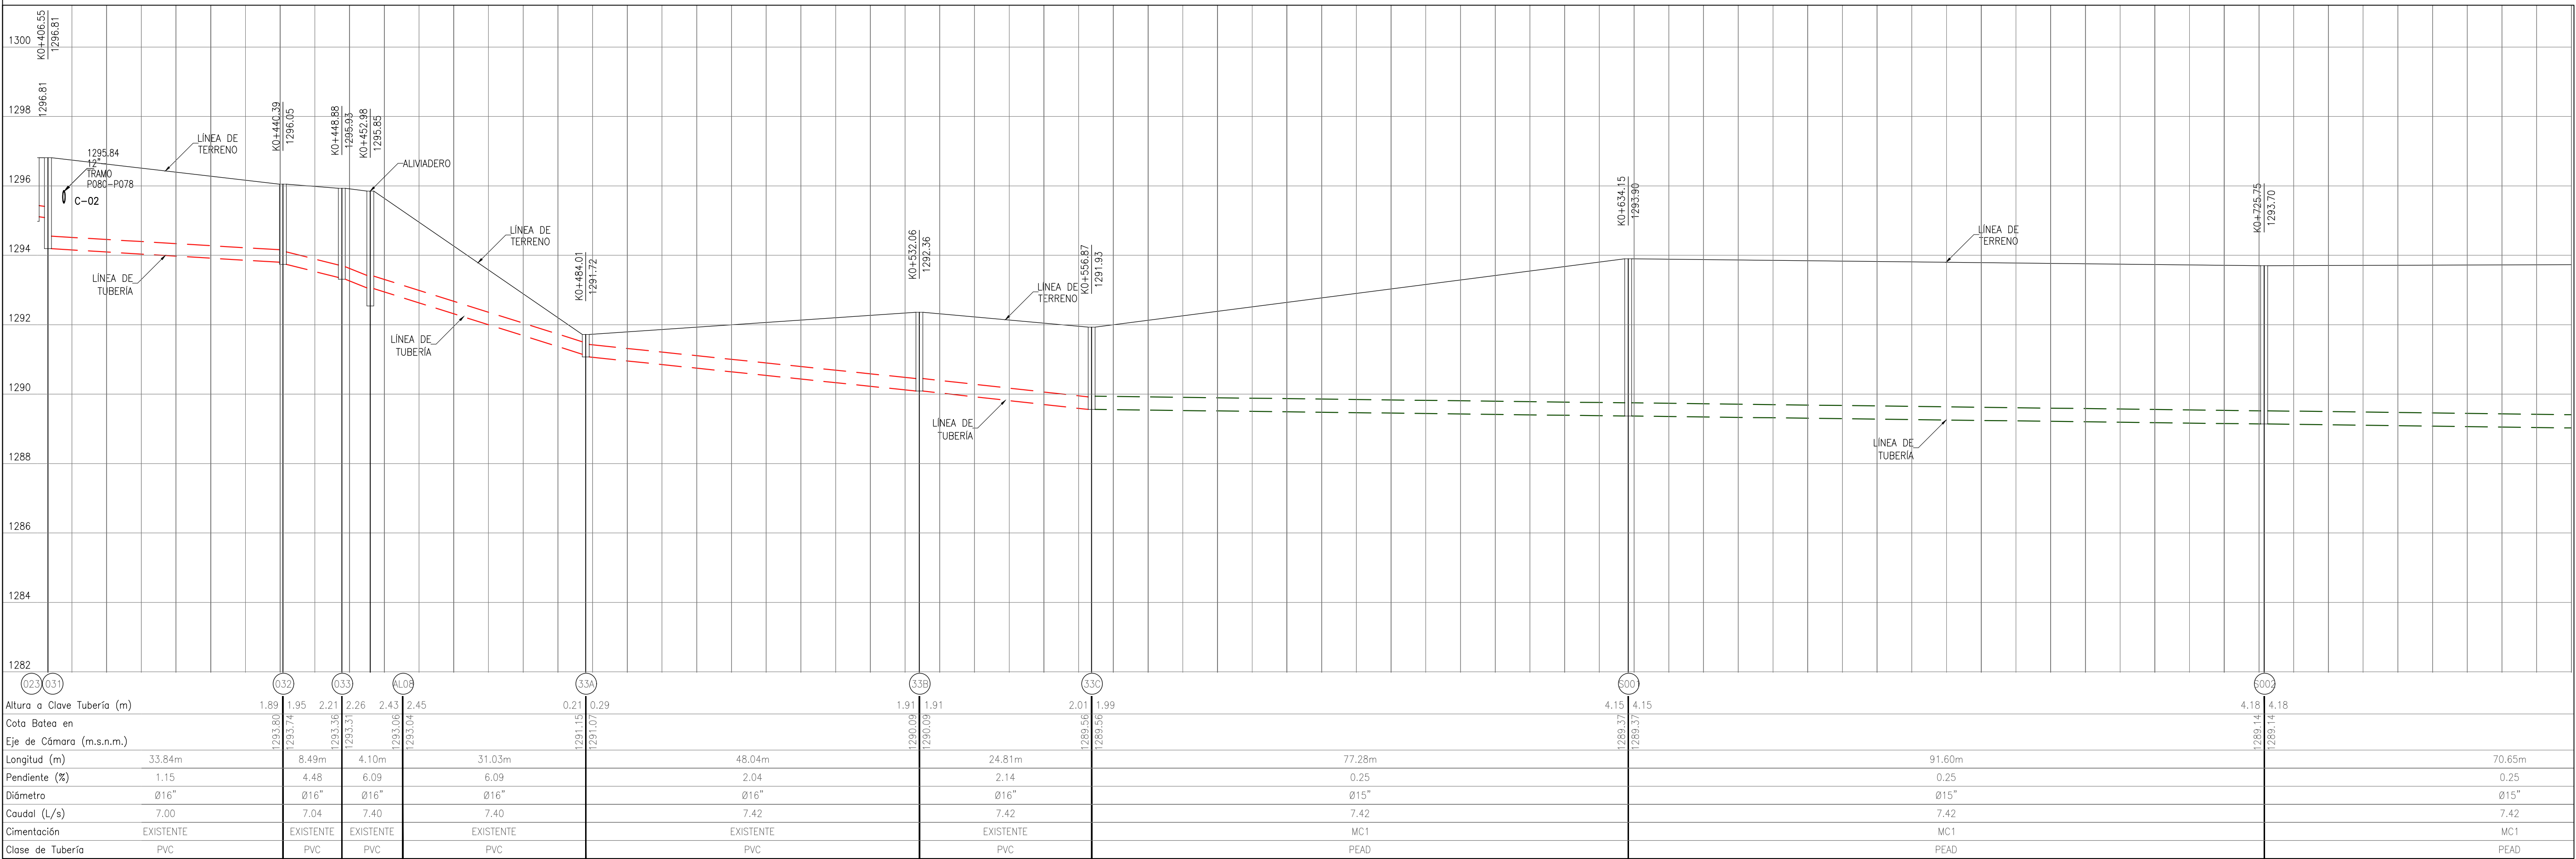 1300
1298
1296
1294
1292
1290
1288
1286
1284
1282
K0+406.55
1296.81
1296.81
1295.84
12"
TRAMO
P080-P078
C-02
LÍNEA DE
TERRENO
LÍNEA DE
TUBERÍA
K0+440.39
1296.05
K0+448.88
1295.93
K0+452.98
1295.85
ALIVIADERO
LÍNEA DE
TERRENO
LÍNEA DE
TUBERÍA
K0+484.01
1291.72
K0+532.06
1292.36
LÍNEA DE
TERRENO
LÍNEA DE
TUBERÍA
K0+556.87
1291.93
K0+634.15
1293.90
LÍNEA DE
TERRENO
LÍNEA DE
TUBERÍA
K0+725.75
1293.70
023 031 032 033 AL08 33A 33B 33C S001 S002
Altura a Clave Tubería (m) 1.89 1.95 2.21 2.26 2.43 2.45 0.21 0.29 1.91 1.91 2.01 1.99 4.15 4.15 4.18 4.18
Cota Batea en
Eje de Cámara (m.s.n.m.) 1293.80 1293.74 1293.36 1293.31 1293.06 1293.04 1291.15 1291.07 1290.09 1290.09 1289.56 1289.56 1289.37 1289.37 1289.14 1289.14
Longitud (m) 33.84m 8.49m 4.10m 31.03m 48.04m 24.81m 77.28m 91.60m 70.65m
Pendiente (%) 1.15 4.48 6.09 6.09 2.04 2.14 0.25 0.25 0.25
Diámetro Ø16" Ø16" Ø16" Ø16" Ø16" Ø16" Ø15" Ø15" Ø15"
Caudal (L/s) 7.00 7.04 7.40 7.40 7.42 7.42 7.42 7.42 7.42
Cimentación EXISTENTE EXISTENTE EXISTENTE EXISTENTE EXISTENTE EXISTENTE MC1 MC1 MC1
Clase de Tubería PVC PVC PVC PVC PVC PVC PEAD PEAD PEAD